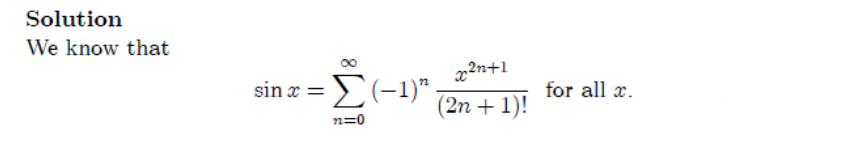 Solution
We know that
sin x = ∞∑n=0 (−1)^n x^{2n+1}/(2n + 1)! for all x.